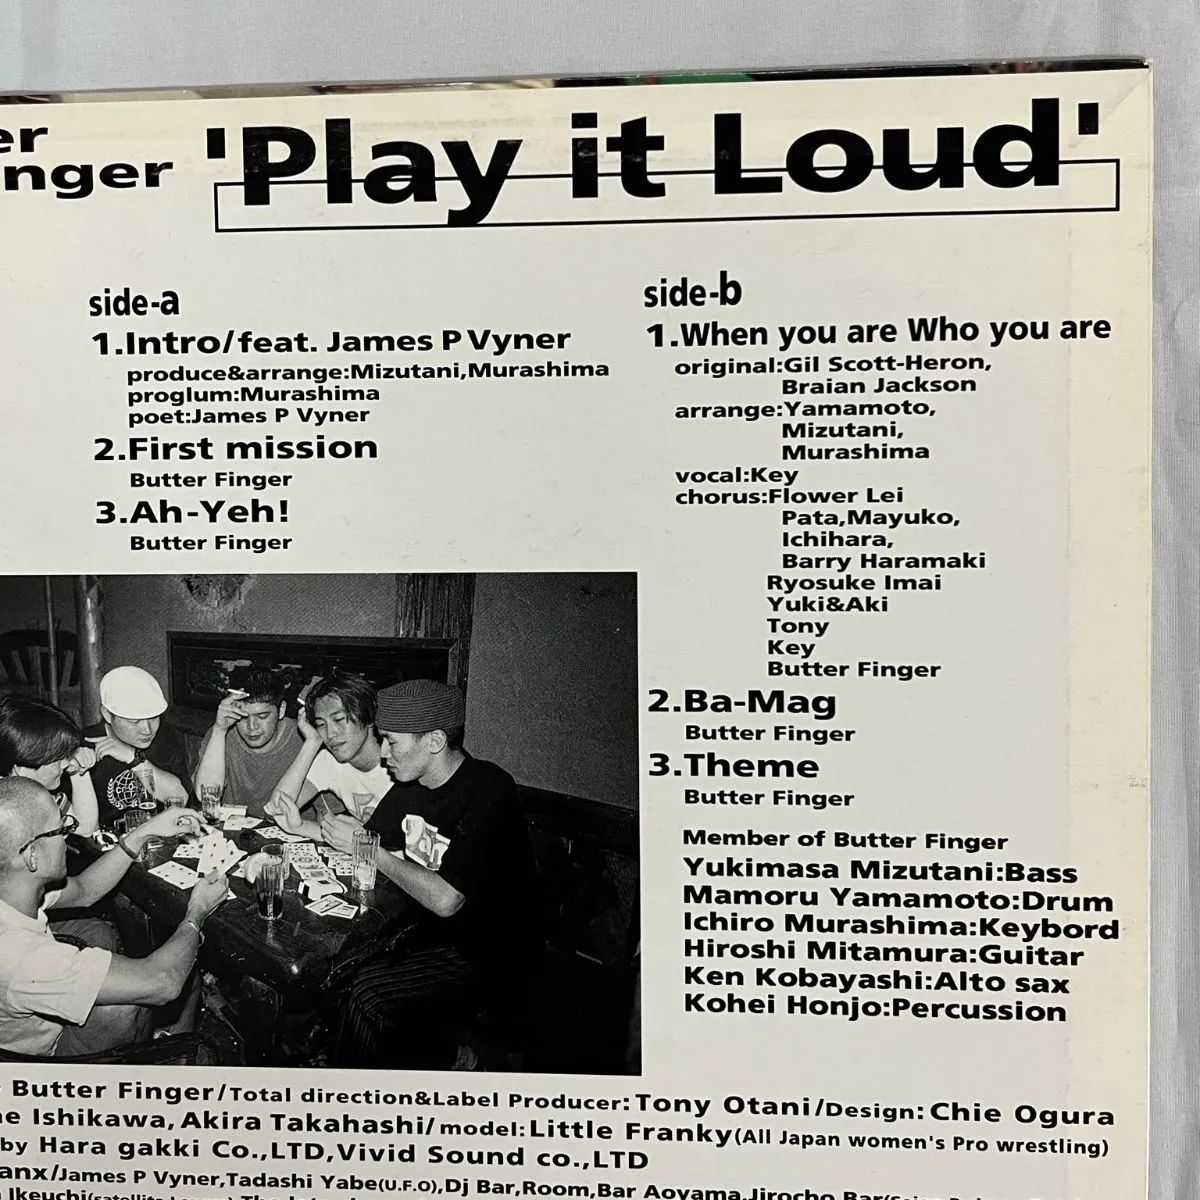 er
nger
'Play it Loud'
side-a
1.Intro/feat. James P Vyner
produce&arrange:Mizutani,Murashima
proglum:Murashima
poet:James P Vyner
2.First mission
Butter Finger
3.Ah-Yeh!
Butter Finger
side-b
1.When you are Who you are
original:Gil Scott-Heron,
Braian Jackson
arrange:Yamamoto,
Mizutani,
Murashima
vocal:Key
chorus:Flower Lei
Pata,Mayuko,
Ichihara,
Barry Haramaki
Ryosuke Imai
Yuki&Aki
Tony
Key
Butter Finger
2.Ba-Mag
Butter Finger
3.Theme
Butter Finger
Member of Butter Finger
Yukimasa Mizutani:Bass
Mamoru Yamamoto:Drum
Ichiro Murashima:Keybord
Hiroshi Mitamura:Guitar
Ken Kobayashi:Alto sax
Kohei Honjo:Percussion
Butter Finger/Total direction&Label Producer:Tony Otani/Design:Chie Ogura
Ishikawa,Akira Takahashi/model:Little Franky(All Japan women's Pro wrestling)
by Hara gakki Co.,LTD,Vivid Sound co.,LTD
anx/James P Vyner,Tadashi Yabe(U.F.O),Dj Bar,Room,Bar Aoyama,Jirocho Bar
Ikeuchi